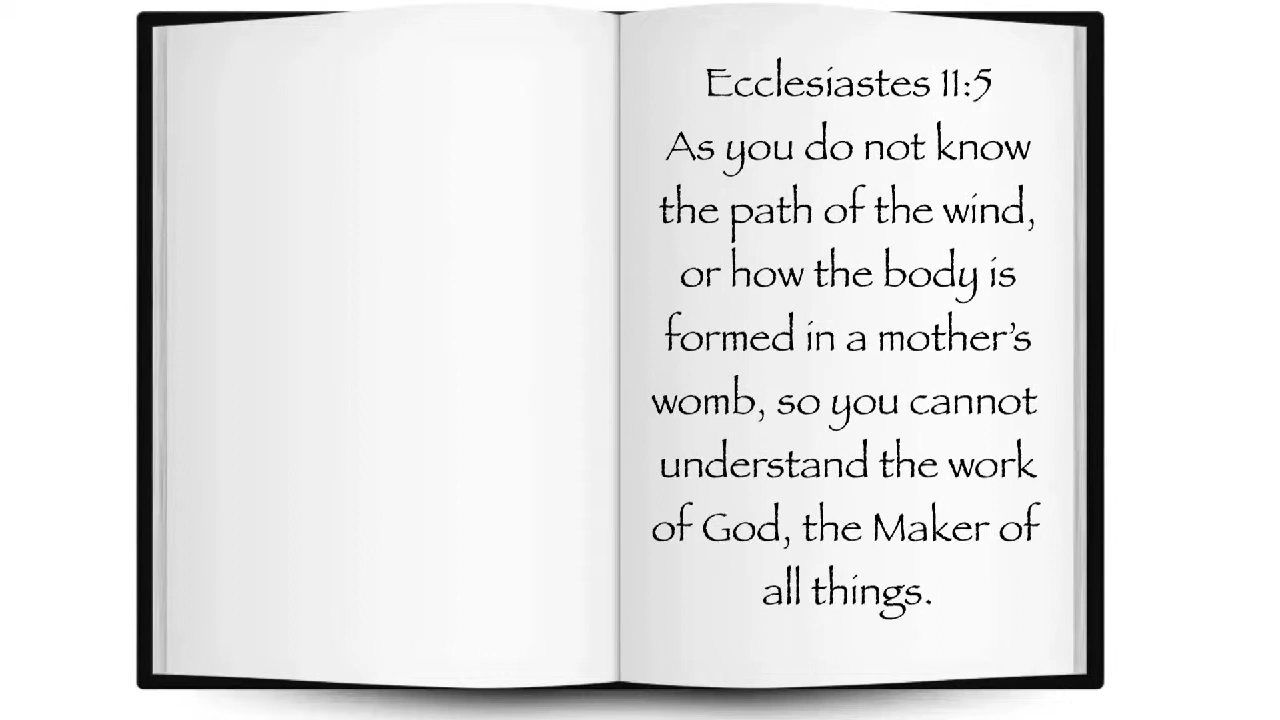 Ecclesiastes 11:5
As you do not know
the path of the wind,
or how the body is
formed in a mother’s
womb, so you cannot
understand the work
of God, the Maker of
all things.